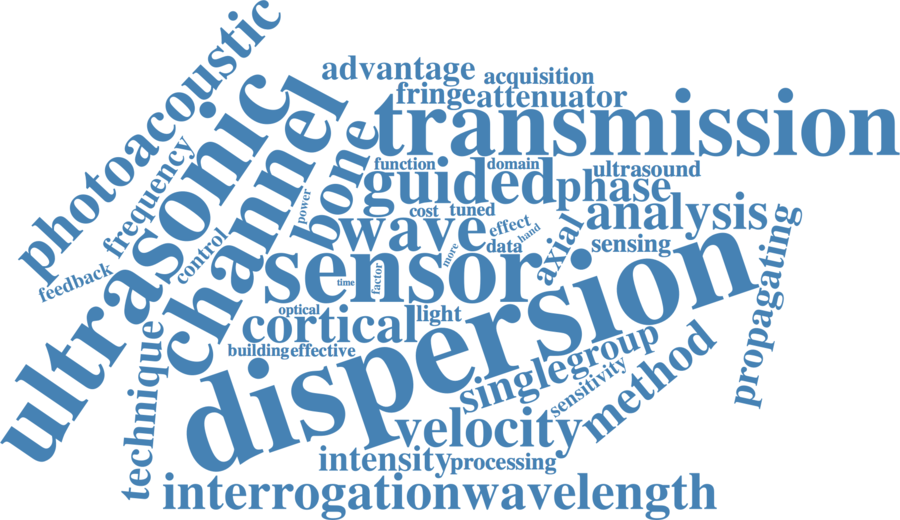 photoacoustic
advantage
acquisition
fringe
attenuator
ultrasonic
channel
bone
transmission
frequency
function
domain
ultrasound
power
guided
phase
cost
tuned
analysis
control
wave
effect
hand
data
more
axial
sensing
feedback
sensor
time
factor
propagating
optical
light
cortical
dispersion
building
effective
technique
single
group
sensitivity
method
velocity
intensity
processing
interrogation
wavelength